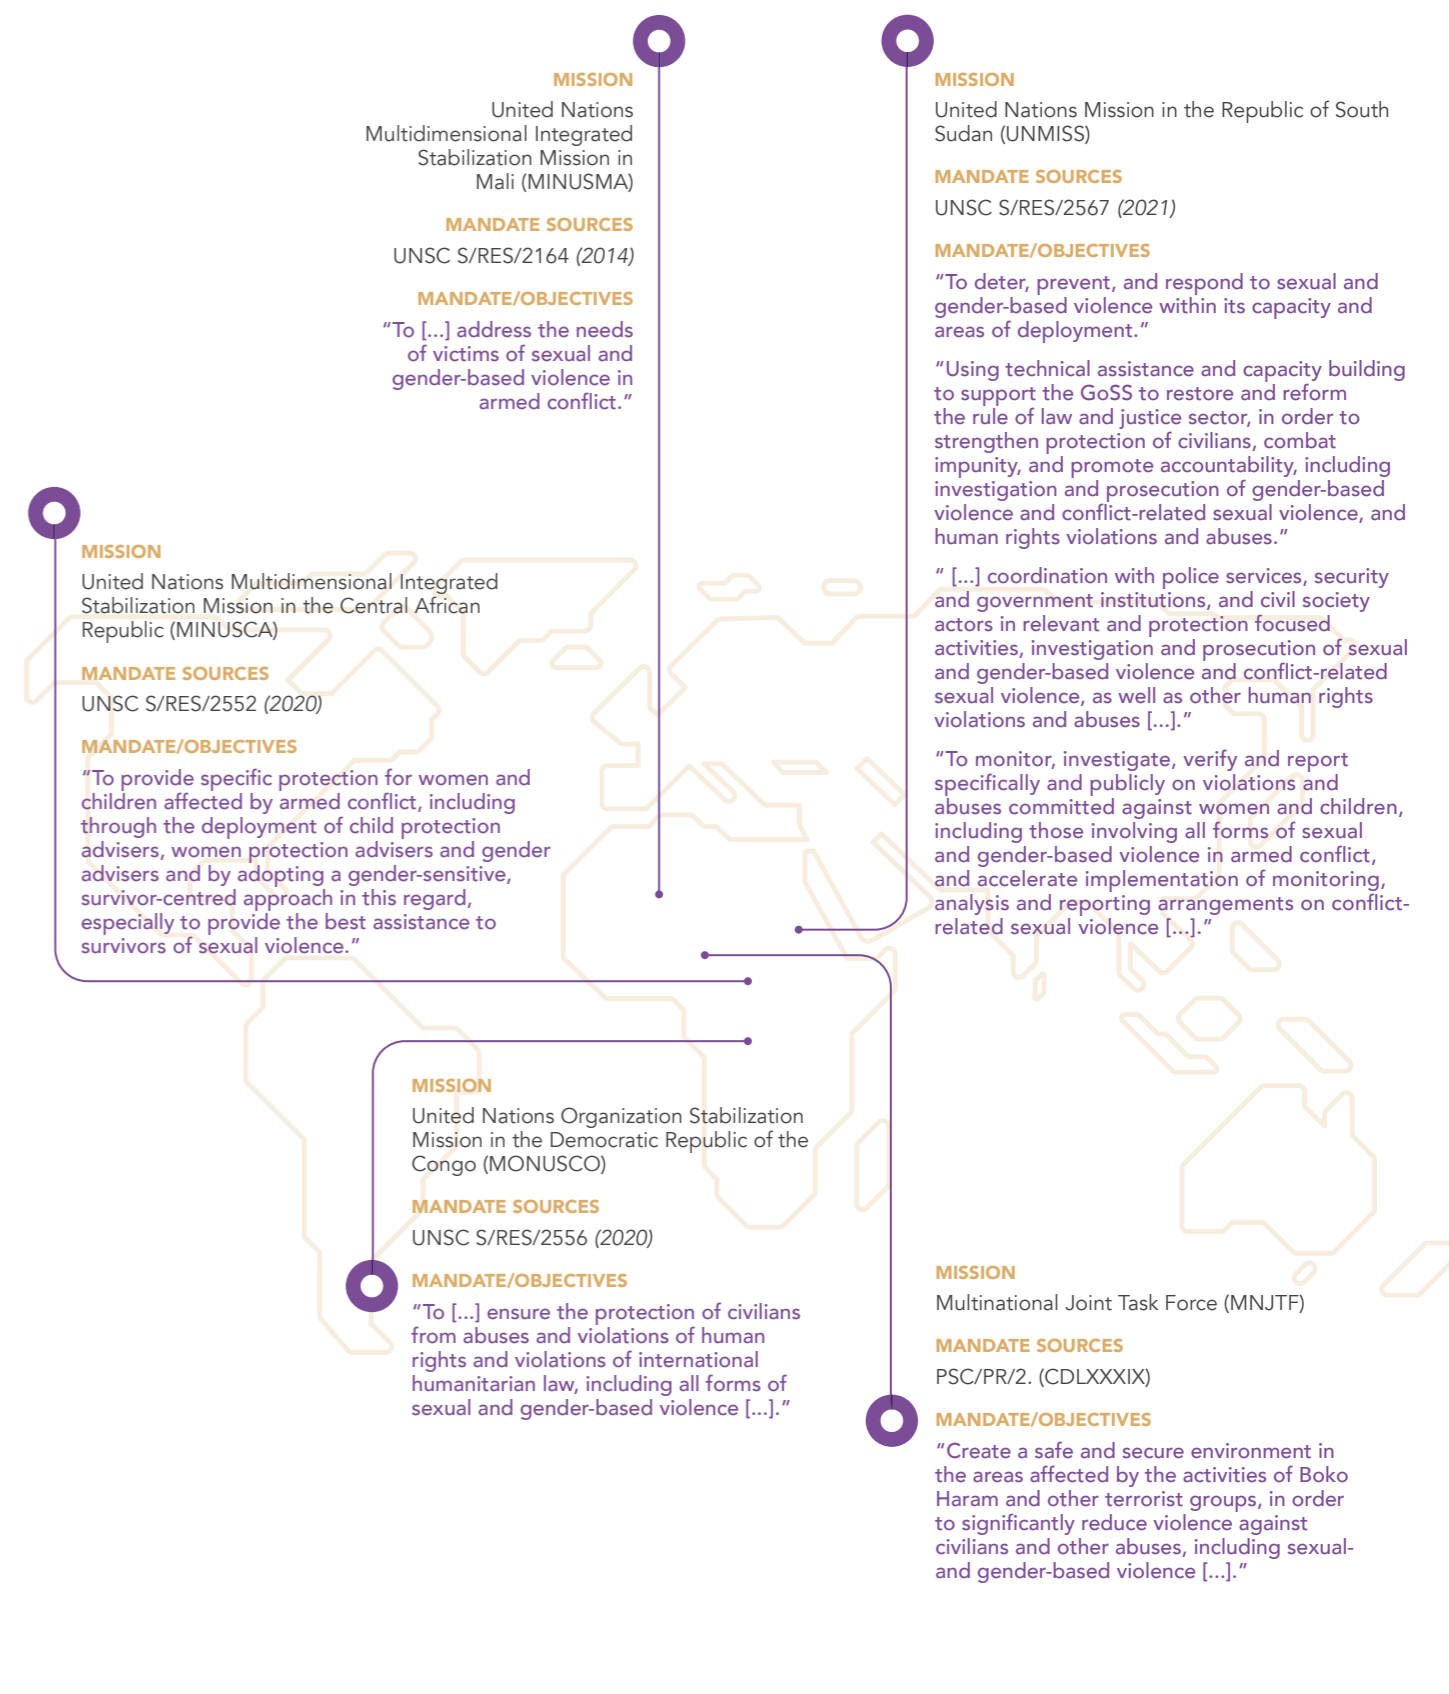 MISSION
United Nations
Multidimensional Integrated
Stabilization Mission in
Mali (MINUSMA)
MANDATE SOURCES
UNSC S/RES/2164 (2014)
MANDATE/OBJECTIVES
“To [...] address the needs
of victims of sexual and
gender-based violence in
armed conflict.”
MISSION
United Nations Mission in the Republic of South
Sudan (UNMISS)
MANDATE SOURCES
UNSC S/RES/2567 (2021)
MANDATE/OBJECTIVES
“To deter, prevent, and respond to sexual and
gender-based violence within its capacity and
areas of deployment.”
“Using technical assistance and capacity building
to support the GoSS to restore and reform
the rule of law and justice sector, in order to
strengthen protection of civilians, combat
impunity, and promote accountability, including
investigation and prosecution of gender-based
violence and conflict-related sexual violence, and
human rights violations and abuses.”
“ [...] coordination with police services, security
and government institutions, and civil society
actors in relevant and protection focused
activities, investigation and prosecution of sexual
and gender-based violence and conflict-related
sexual violence, as well as other human rights
violations and abuses [...].”
“To monitor, investigate, verify and report
specifically and publicly on violations and
abuses committed against women and children,
including those involving all forms of sexual
and gender-based violence in armed conflict,
and accelerate implementation of monitoring,
analysis and reporting arrangements on conflict-
related sexual violence [...].”
MISSION
United Nations Multidimensional Integrated
Stabilization Mission in the Central African
Republic (MINUSCA)
MANDATE SOURCES
UNSC S/RES/2552 (2020)
MANDATE/OBJECTIVES
“To provide specific protection for women and
children affected by armed conflict, including
through the deployment of child protection
advisers, women protection advisers and gender
advisers and by adopting a gender-sensitive,
survivor-centred approach in this regard,
especially to provide the best assistance to
survivors of sexual violence.”
MISSION
United Nations Organization Stabilization
Mission in the Democratic Republic of the
Congo (MONUSCO)
MANDATE SOURCES
UNSC S/RES/2556 (2020)
MANDATE/OBJECTIVES
“To [...] ensure the protection of civilians
from abuses and violations of human
rights and violations of international
humanitarian law, including all forms of
sexual and gender-based violence [...].”
MISSION
Multinational Joint Task Force (MNJTF)
MANDATE SOURCES
PSC/PR/2. (CDLXXXIX)
MANDATE/OBJECTIVES
“Create a safe and secure environment in
the areas affected by the activities of Boko
Haram and other terrorist groups, in order
to significantly reduce violence against
civilians and other abuses, including sexual-
and gender-based violence [...].”